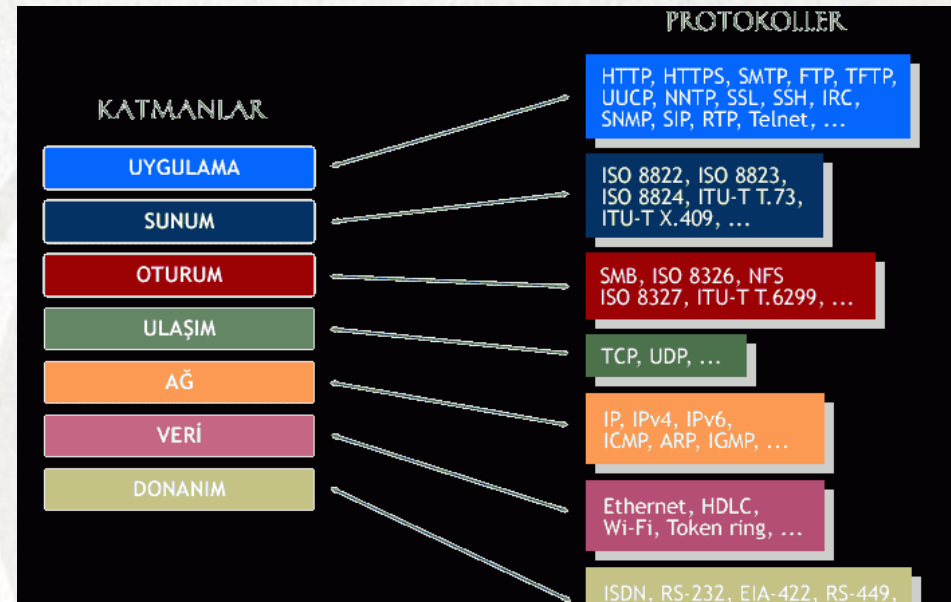 PROTOKOLLER
KATMANLAR
UYGULAMA
SUNUM
OTURUM
ULAŞIM
AĞ
VERİ
DONANIM
HTTP, HTTPS, SMTP, FTP, TFTP,
UUCP, NNTP, SSL, SSH, IRC,
SNMP, SIP, RTP, Telnet, ...
ISO 8822, ISO 8823,
ISO 8824, ITU-T T.73,
ITU-T X.409, ...
SMB, ISO 8326, NFS
ISO 8327, ITU-T T.6299, ...
TCP, UDP, ...
IP, IPv4, IPv6,
ICMP, ARP, IGMP, ...
Ethernet, HDLC,
Wi-Fi, Token ring, ...
ISDN, RS-232, EIA-422, RS-449,